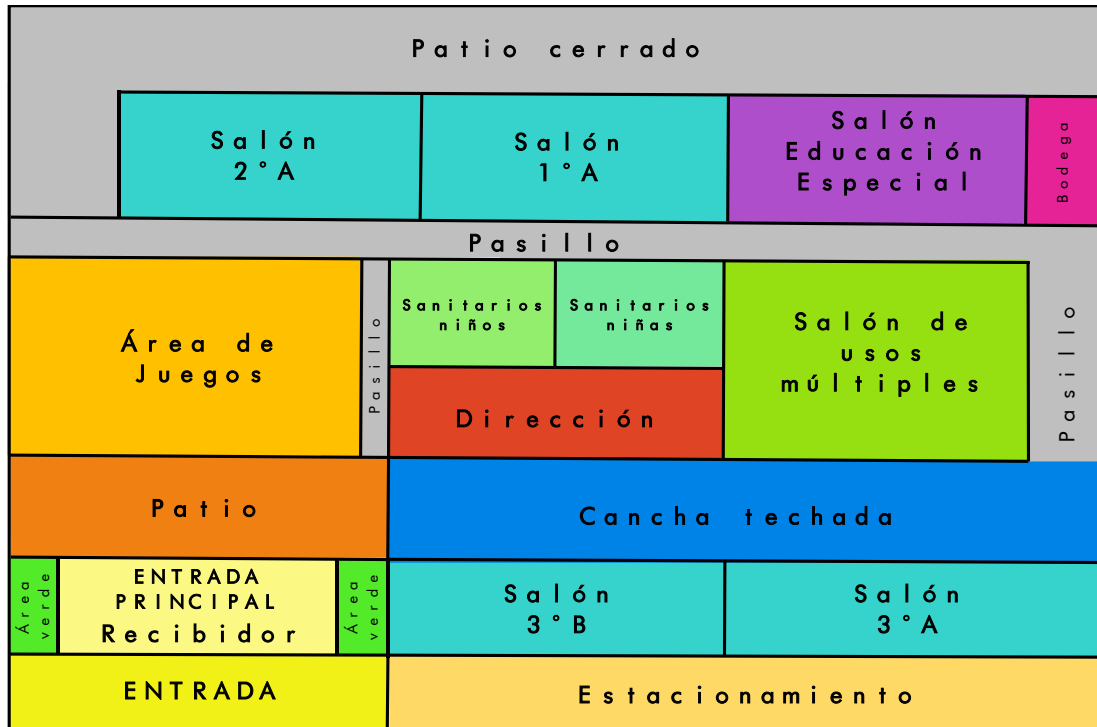 Patio cerrado
Salón
2°A
Salón
1°A
Salón
Educación
Especial
Bodega
Pasillo
Área de
Juegos
Pasillo
Sanitarios
niños
Sanitarios
niñas
Dirección
Salón de
usos
múltiples
Pasillo
Patio
Cancha techada
Área
verde
ENTRADA
PRINCIPAL
Recibidor
Área
verde
Salón
3°B
Salón
3°A
ENTRADA
Estacionamiento